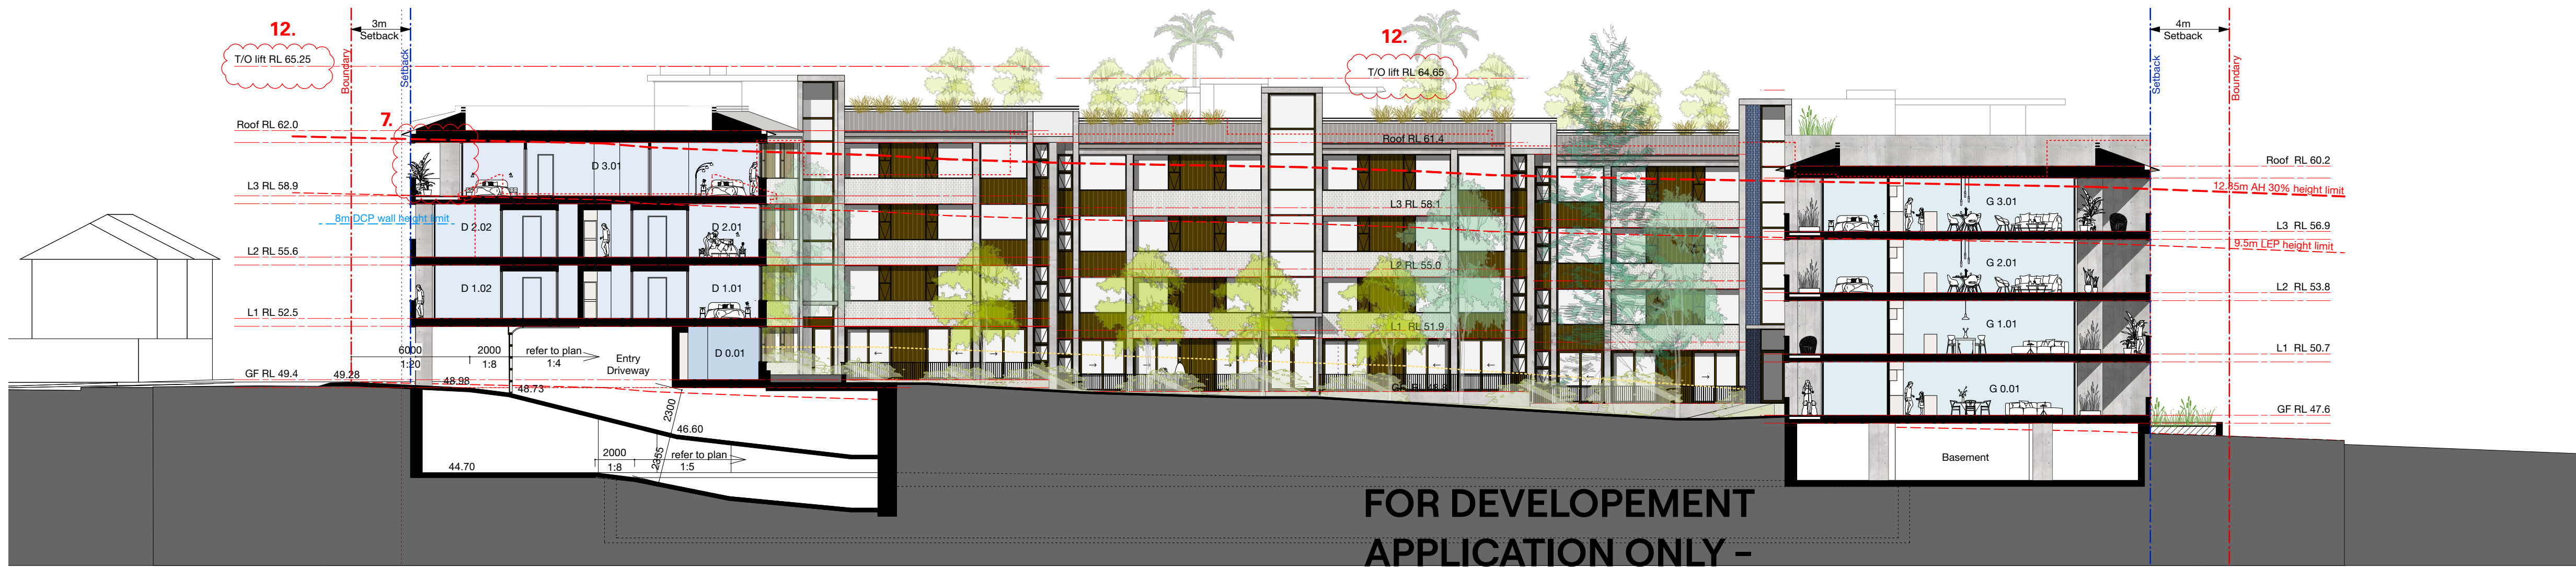 12.
3m
Setback
T/O lift RL 65.25
Boundary
Setback
7.
Roof RL 62.0
L3 RL 58.9
8m DCP wall height limit
L2 RL 55.6
L1 RL 52.5
GF RL 49.4
D 3.01
D 2.02
D 2.01
D 1.02
D 1.01
D 0.01
6000
1:20
2000
1:8
refer to plan
1:4
Entry
Driveway
49.28
48.98
48.73
2300
46.60
2355
2000
1:8
refer to plan
1:5
44.70
12.
T/O lift RL 64.65
Roof RL 61.4
L3 RL 58.1
L2 RL 55.0
L1 RL 51.9
4m
Setback
Setback
Boundary
Roof RL 60.2
12.35m AH 30% height limit
L3 RL 56.9
9.5m LEP height limit
L2 RL 53.8
L1 RL 50.7
GF RL 47.6
G 3.01
G 2.01
G 1.01
G 0.01
Basement
FOR DEVELOPEMENT
APPLICATION ONLY -